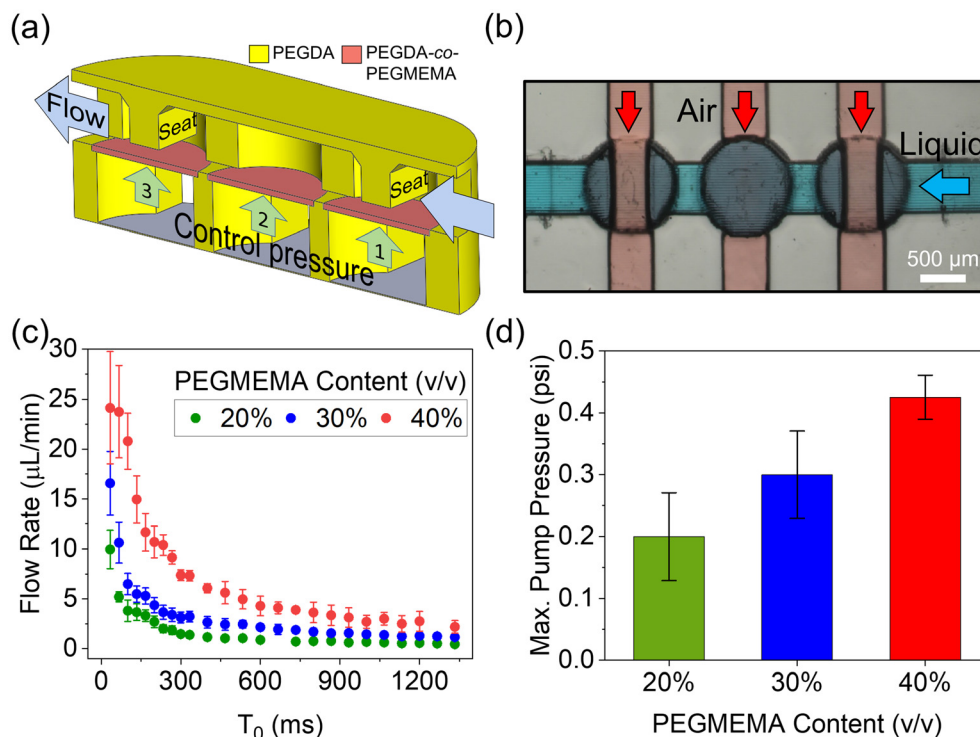 (a)
PEGDA
PEGDA-co-
PEGMEMA
Flow
Seat
Seat
3
2
1
Control pressure
(b)
Air
Liquid
500 μm
(c)
30
25
20
15
10
5
0
Flow Rate (μL/min)
PEGMEMA Content (v/v)
20% 30% 40%
0 300 600 900 1200
T₀ (ms)
(d)
0.5
0.4
0.3
0.2
0.1
0.0
Max. Pump Pressure (psi)
20% 30% 40%
PEGMEMA Content (v/v)